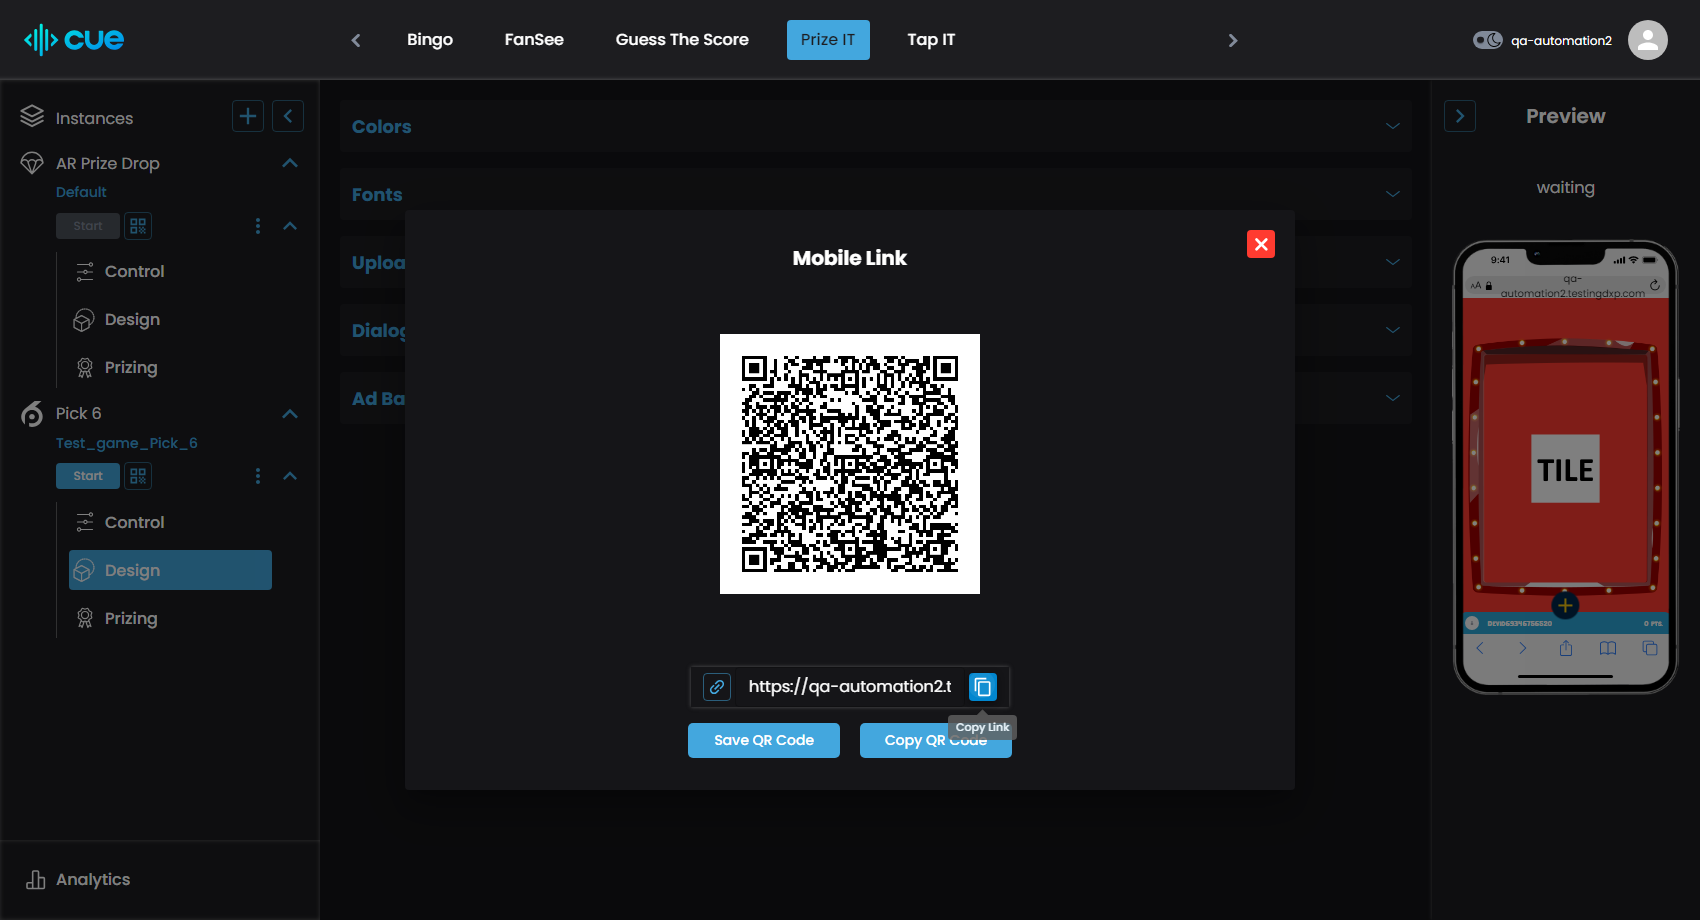 cue
Bingo
FanSee
Guess The Score
Prize IT
Tap IT
qa-automation2
Instances
AR Prize Drop
Default
Start
Control
Design
Prizing
Pick 6
Test_game_Pick_6
Start
Control
Design
Prizing
Analytics
Colors
Fonts
Uploa
Dialog
Ad Ba
Mobile Link
https://qa-automation2.t
Copy Link
Save QR Code
Copy QR Code
Preview
waiting
9:41
AA
qa-
automation2.testingdxp.com
TILE
0 PTS.